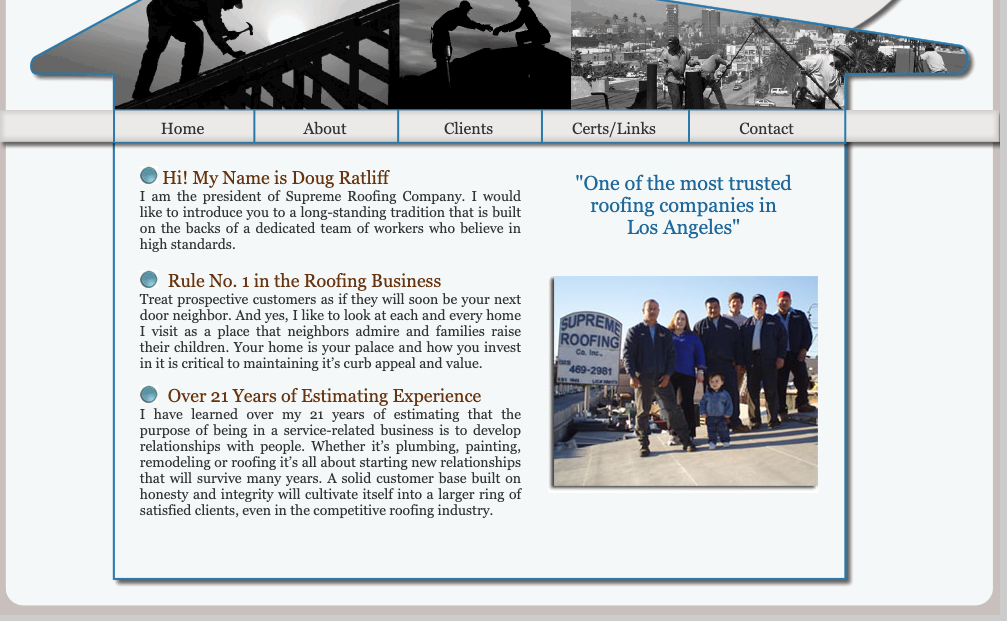 Home About Clients Certs/Links Contact
Hi! My Name is Doug Ratliff
I am the president of Supreme Roofing Company. I would
like to introduce you to a long-standing tradition that is built
on the backs of a dedicated team of workers who believe in
high standards.
Rule No. 1 in the Roofing Business
Treat prospective customers as if they will soon be your next
door neighbor. And yes, I like to look at each and every home
I visit as a place that neighbors admire and families raise
their children. Your home is your palace and how you invest
in it is critical to maintaining it's curb appeal and value.
Over 21 Years of Estimating Experience
I have learned over my 21 years of estimating that the
purpose of being in a service-related business is to develop
relationships with people. Whether it's plumbing, painting,
remodeling or roofing it's all about starting new relationships
that will survive many years. A solid customer base built on
honesty and integrity will cultivate itself into a larger ring of
satisfied clients, even in the competitive roofing industry.
"One of the most trusted
roofing companies in
Los Angeles"
SUPREME
ROOFING
Co. Inc.
469-2981